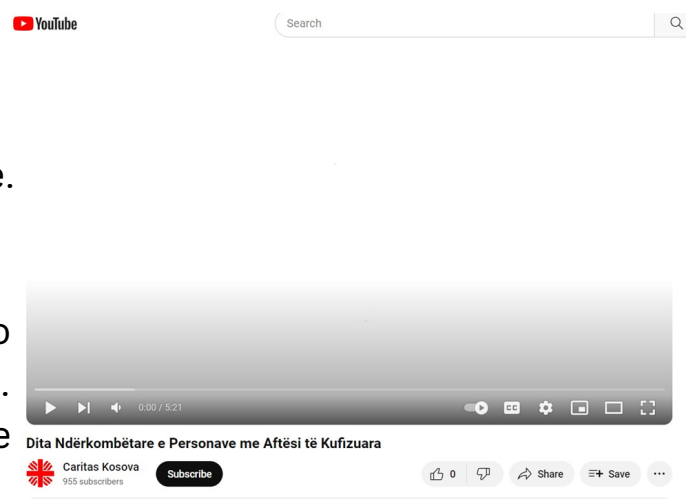 YouTube
Search
e.
o
.
e
0:00 / 5:21
CC
Dita Ndërkombëtare e Personave me Aftësi të Kufizuara
Caritas Kosova
955 subscribers
Subscribe
0
Share
Save